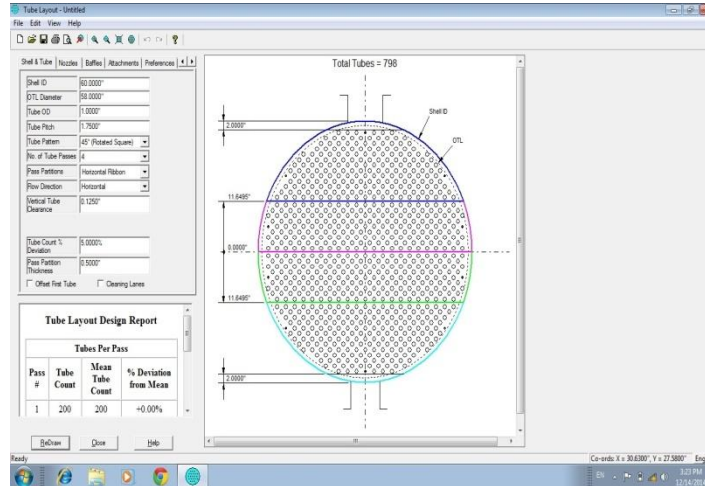 Tube Layout - Untitled
File Edit View Help
Shell & Tube Nozzles Baffles Attachments Preferences
Shell ID 60.0000"
OTL Diameter 58.0000"
Tube OD 1.0000"
Tube Pitch 1.7500"
Tube Pattern 45° (Rotated Square)
No. of Tube Passes 4
Pass Partitions Horizontal Ribbon
Flow Direction Horizontal
Vertical Tube Clearance 0.1250"
Tube Count % Deviation 5.0000%
Pass Partition Thickness 0.5000"
Offset First Tube Cleaning Lanes
Tube Layout Design Report
Tubes Per Pass
Pass # Tube Count Mean Tube Count % Deviation from Mean
1 200 200 +0.00%
ReDraw Close Help
Total Tubes = 798
Shell ID
OTL
2.0000"
11.6495"
0.0000"
11.6495"
2.0000"
Ready
Co-ords: X = 30.6300", Y = 27.5800" Eng
EN 3:23 PM
12/14/2014